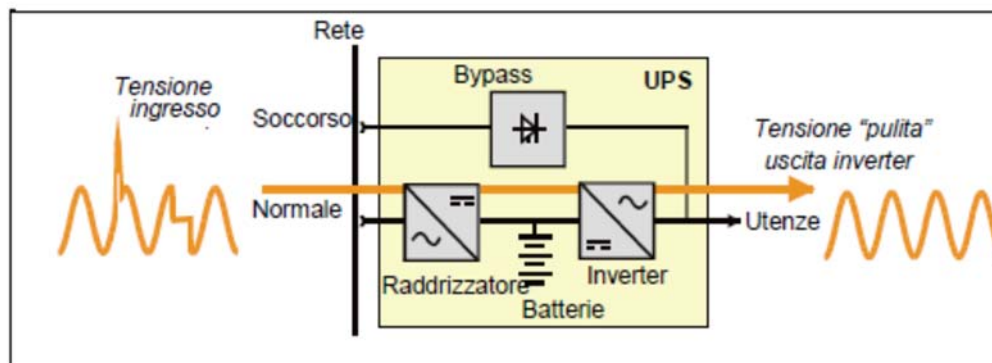 Rete
Tensione
ingresso
Bypass
UPS
Soccorso
Tensione "pulita"
uscita inverter
Normale
Utenze
Raddrizzatore
Inverter
Batterie